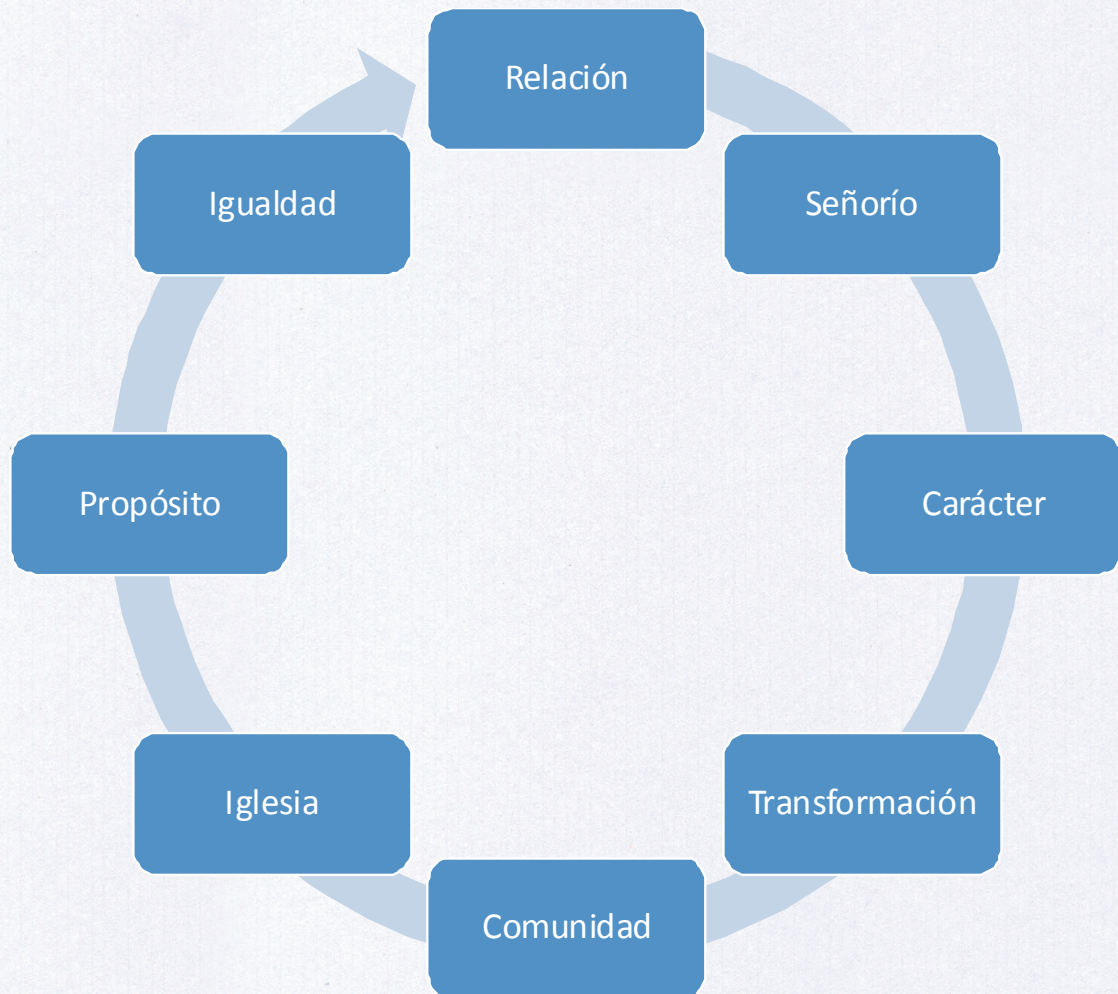 Relación
Señorío
Carácter
Transformación
Comunidad
Iglesia
Propósito
Igualdad